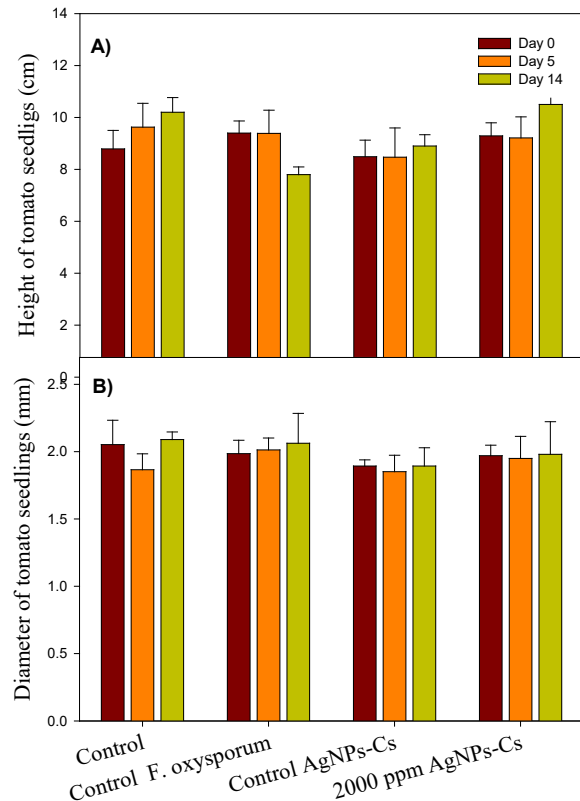 A)
Day 0
Day 5
Day 14
Height of tomato seedligs (cm)
14
12
10
8
6
4
2
0
B)
Diameter of tomato seedlings (mm)
2.5
2.0
1.5
1.0
0.5
0.0
Control
Control F. oxysporum
Control AgNPs-Cs
2000 ppm AgNPs-Cs